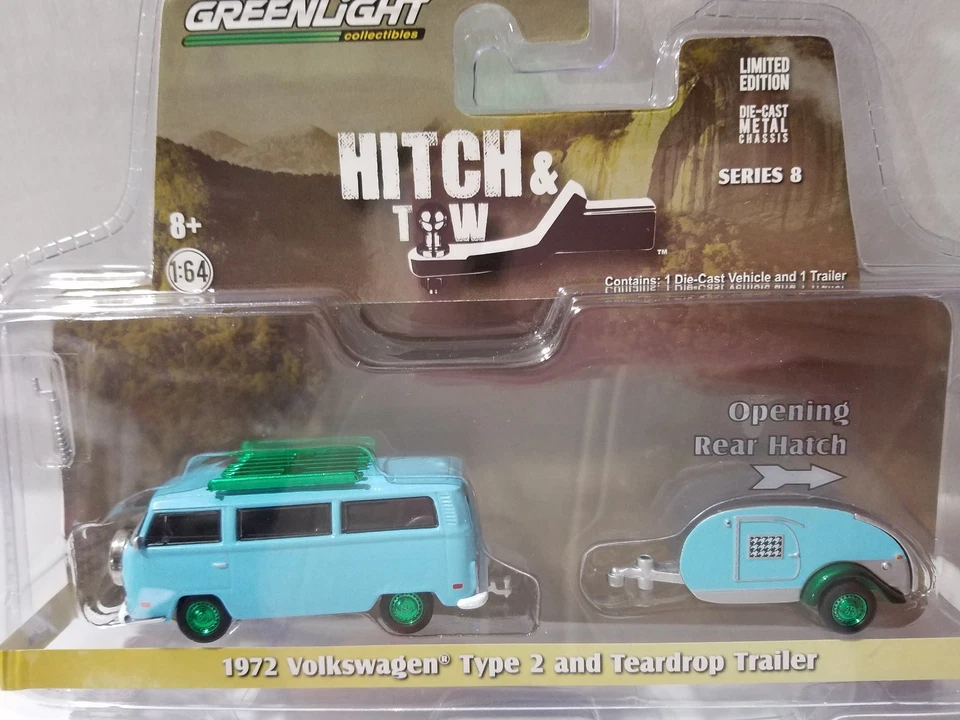 GREENLiGHT
collectibles
LIMITED
EDITION
DIE-CAST
METAL
CHASSIS
SERIES 8
HITCH &
TOW
TM
8+
1:64
Contains: 1 Die-Cast Vehicle and 1 Trailer
Opening
Rear Hatch
1972 Volkswagen® Type 2 and Teardrop Trailer